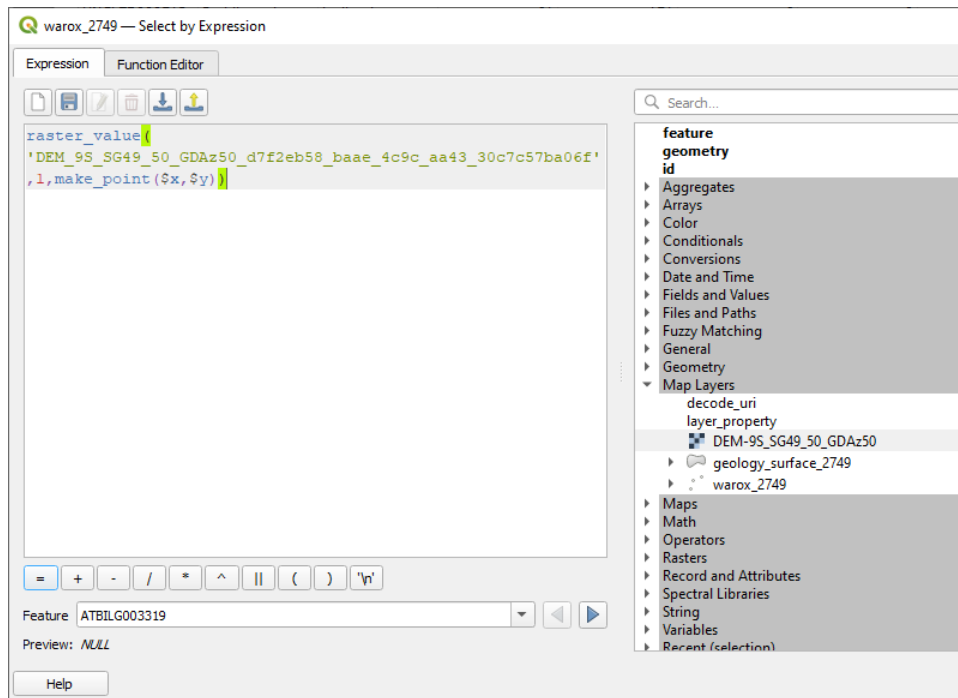 warox_2749 — Select by Expression
Expression
Function Editor
Search...
raster_value(
'DEM_9S_SG49_50_GDAz50_d7f2eb58_baae_4c9c_aa43_30c7c57ba06f'
,1,make_point($x,$y))
feature
geometry
id
Aggregates
Arrays
Color
Conditionals
Conversions
Date and Time
Fields and Values
Files and Paths
Fuzzy Matching
General
Geometry
Map Layers
decode_uri
layer_property
DEM-9S_SG49_50_GDAz50
geology_surface_2749
warox_2749
Maps
Math
Operators
Rasters
Record and Attributes
Spectral Libraries
String
Variables
Recent (selection)
= + - / * ^ || ( ) '\n'
Feature ATBILG003319
Preview: NULL
Help